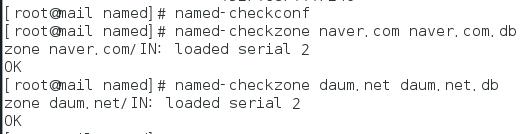 [root@mail named]# named-checkconf
[root@mail named]# named-checkzone naver.com naver.com.db
zone naver.com/IN: loaded serial 2
OK
[root@mail named]# named-checkzone daum.net daum.net.db
zone daum.net/IN: loaded serial 2
OK